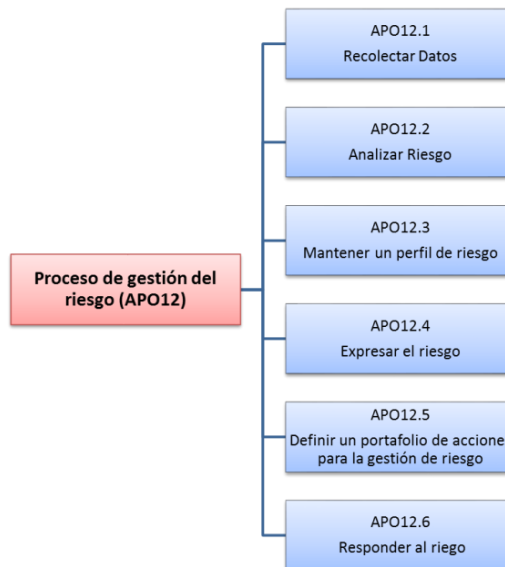 APO12.1
Recolectar Datos
APO12.2
Analizar Riesgo
APO12.3
Mantener un perfil de riesgo
Proceso de gestión del
riesgo (APO12)
APO12.4
Expresar el riesgo
APO12.5
Definir un portafolio de accione
para la gestión de riesgo
APO12.6
Responder al riego